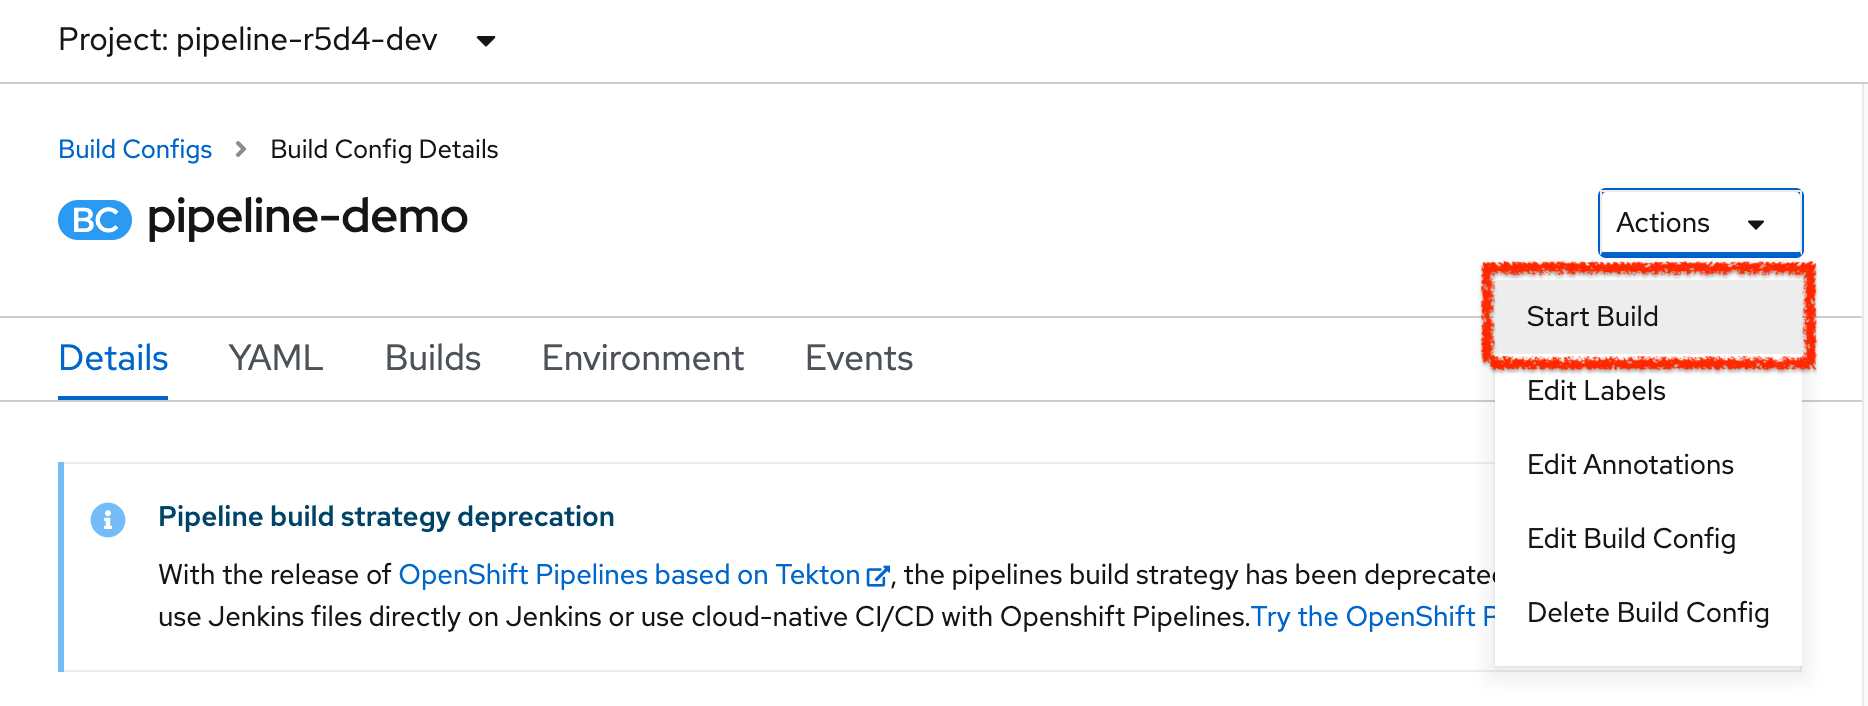 Project: pipeline-r5d4-dev
Build Configs > Build Config Details
BC pipeline-demo
Actions
Start Build
Edit Labels
Edit Annotations
Edit Build Config
Delete Build Config
Details YAML Builds Environment Events
Pipeline build strategy deprecation
With the release of OpenShift Pipelines based on Tekton, the pipelines build strategy has been
use Jenkins files directly on Jenkins or use cloud-native CI/CD with Openshift Pipelines.Try the OpenShift